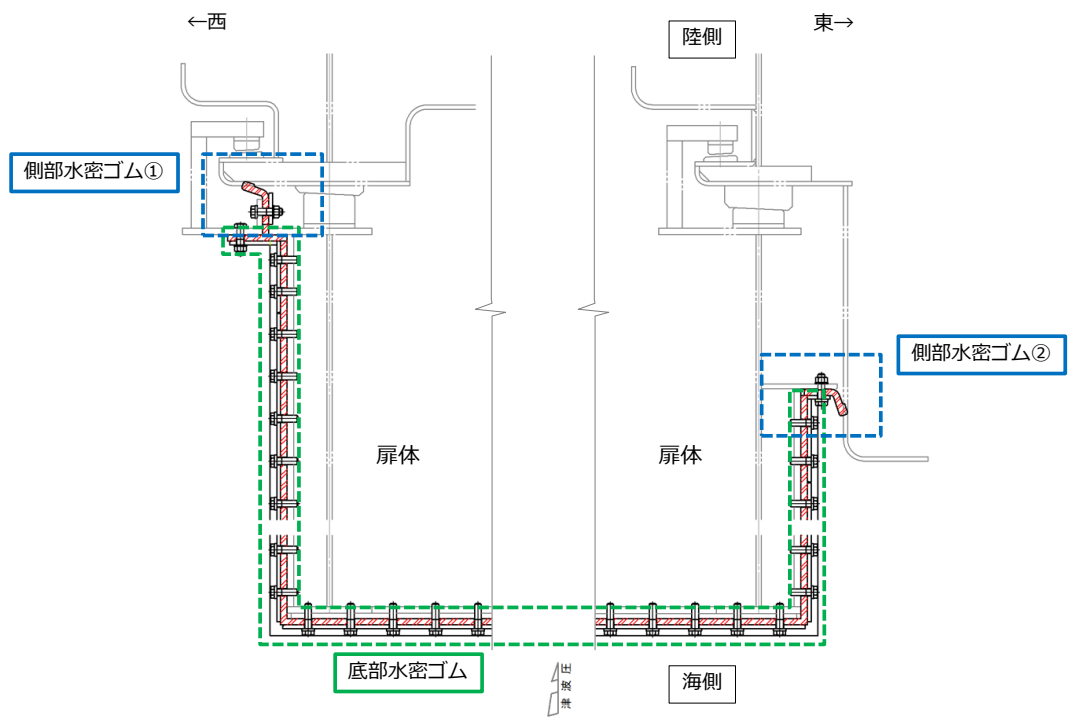 ←西
東→
陸側
側部水密ゴム①
側部水密ゴム②
扉体
扉体
底部水密ゴム
津波圧
海側